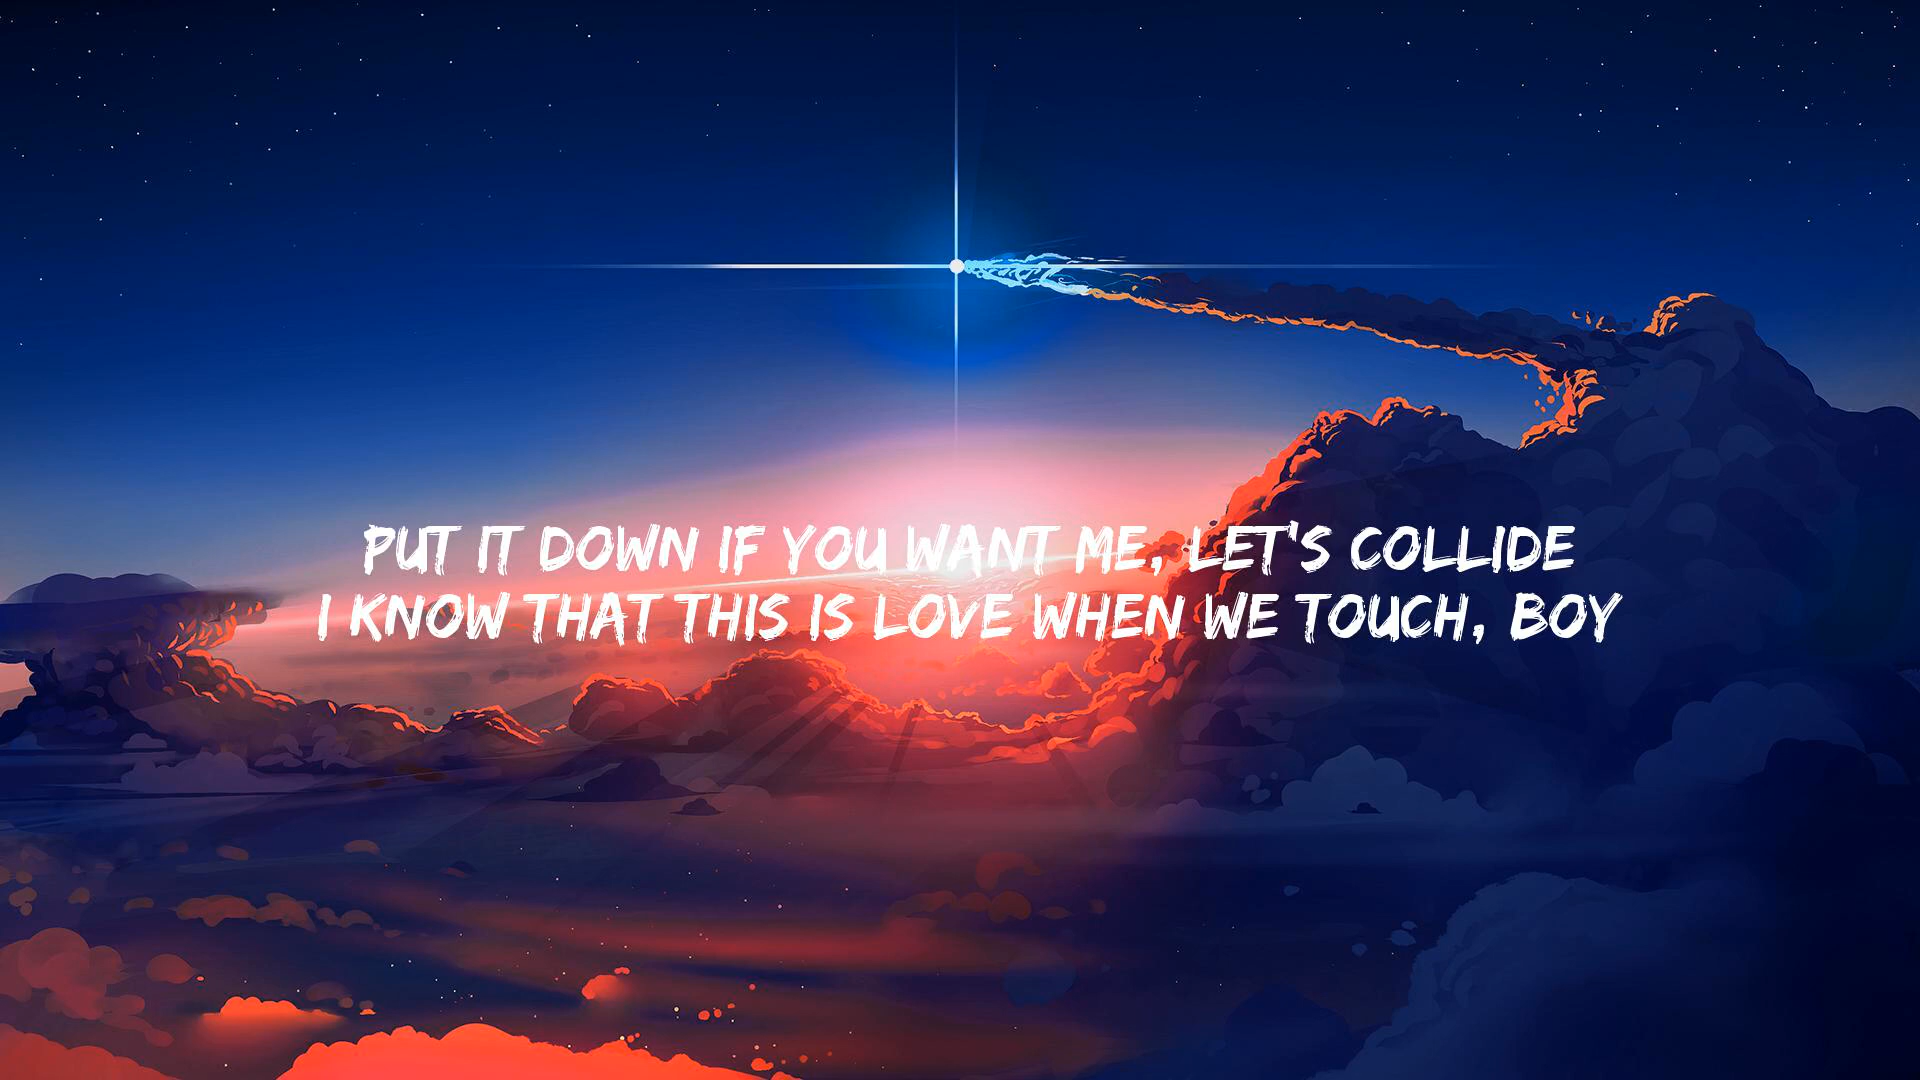 PUT IT DOWN IF YOU WANT ME, LET'S COLLIDE
I KNOW THAT THIS IS LOVE WHEN WE TOUCH, BOY